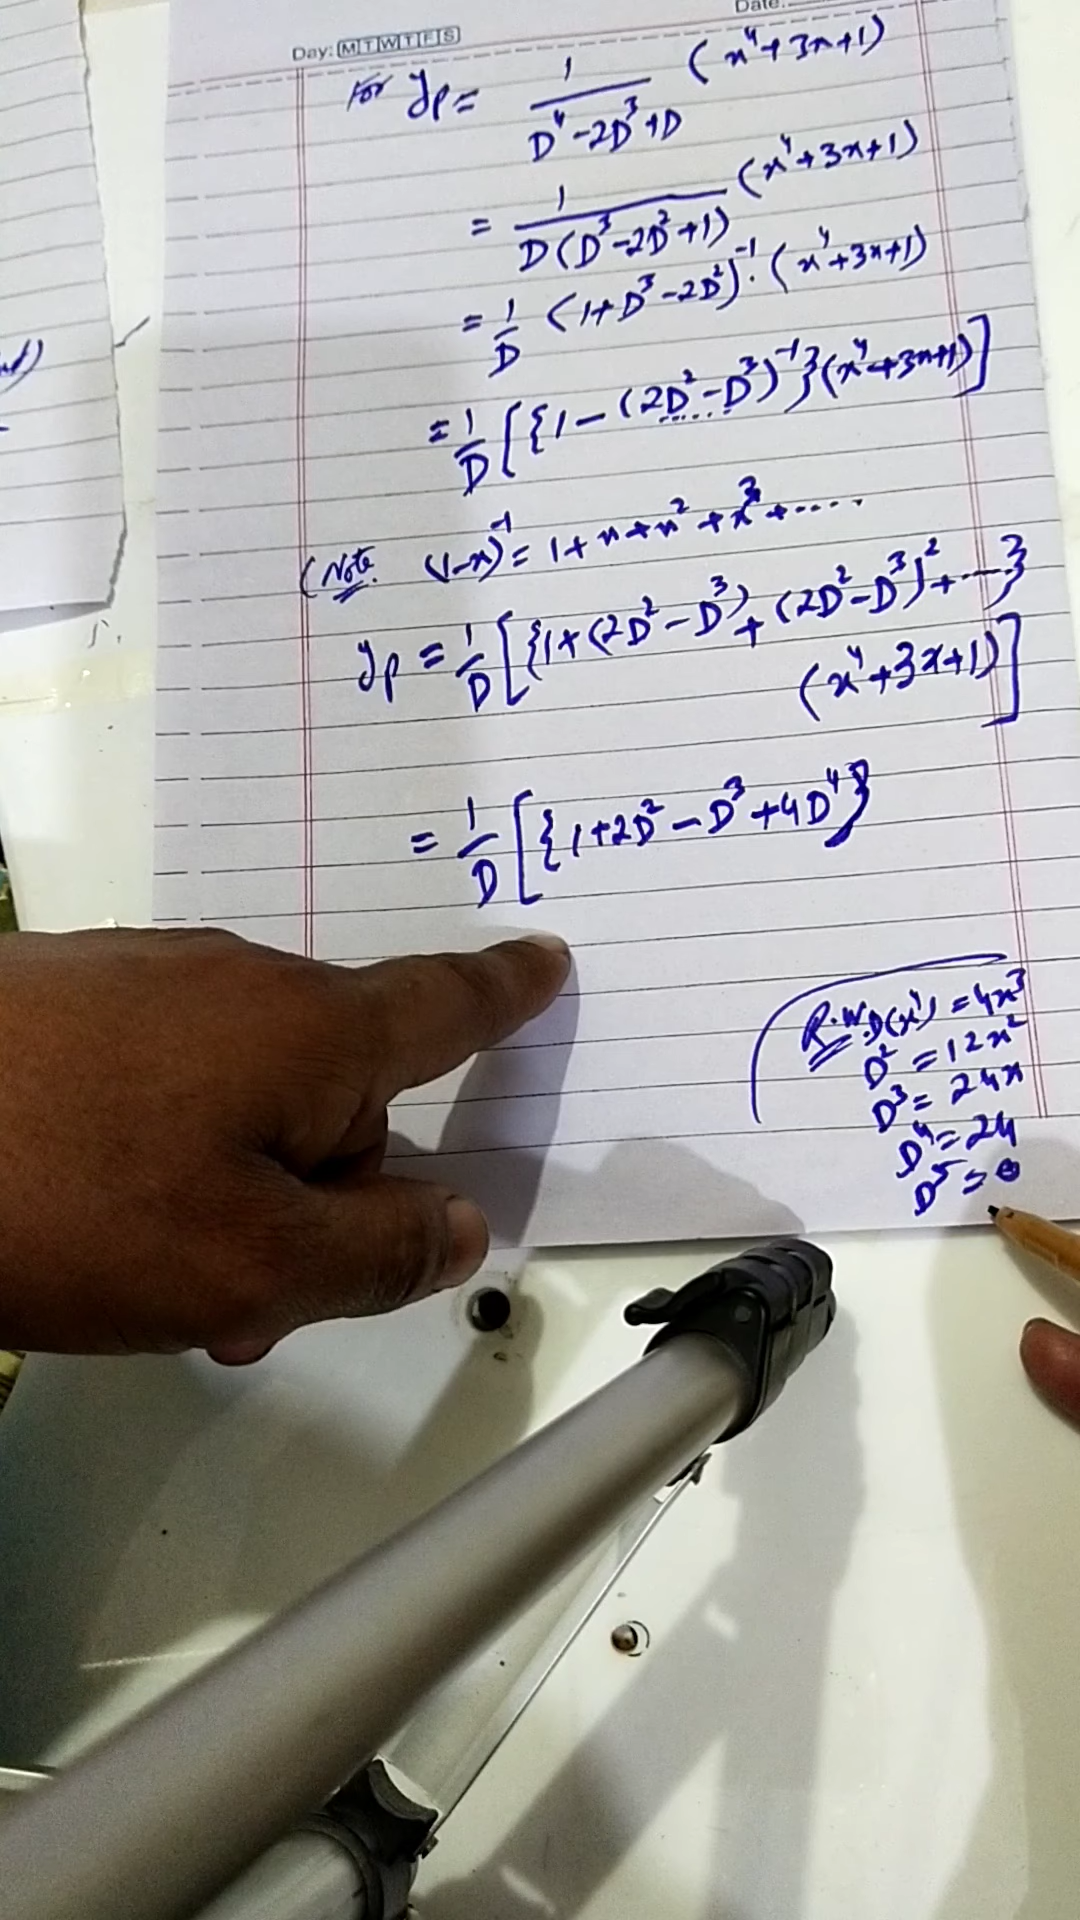 Date:
Day: M T W T F S
For yp = 1/(D⁴-2D³+D) (x⁴+3x+1)
= 1/(D(D³-2D²+1)) (x⁴+3x+1)
= 1/D (1+D³-2D²)⁻¹. (x⁴+3x+1)
= 1/D [{1-(2D²-D³)⁻¹}(x⁴+3x+1)]
(Note. (1-x)⁻¹ = 1+x+x²+x³+....
yp = 1/D [{1+(2D²-D³)+(2D²-D³)²+----}
(x⁴+3x+1)]
= 1/D [{1+2D²-D³+4D⁴}
R.W. D(x⁴) = 4x³
D² = 12x²
D³ = 24x
D⁴ = 24
D⁵ = 0